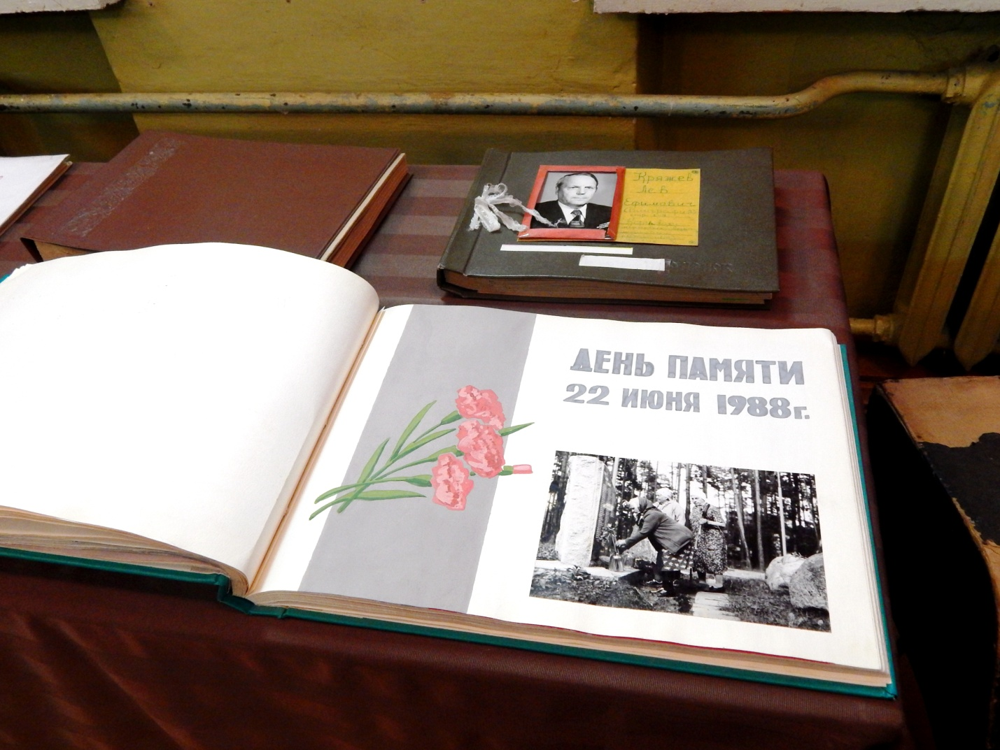 Кряжев
Лев
Ефимович
ДЕНЬ ПАМЯТИ
22 ИЮНЯ 1988г.